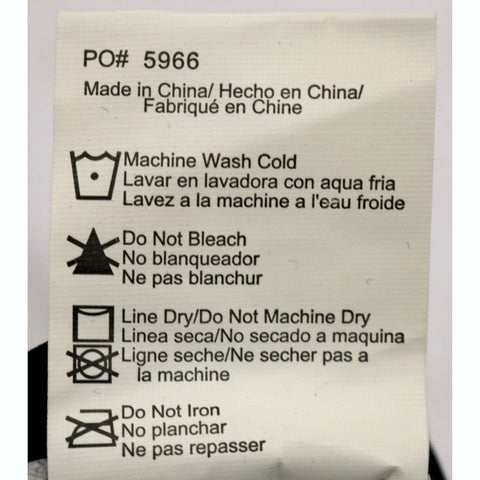 PO# 5966
Made in China/ Hecho en China/
Fabriqué en Chine
Machine Wash Cold
Lavar en lavadora con aqua fria
Lavez a la machine a l'eau froide
Do Not Bleach
No blanqueador
Ne pas blanchur
Line Dry/Do Not Machine Dry
Linea seca/No secado a maquina
Ligne seche/Ne secher pas a
la machine
Do Not Iron
No planchar
Ne pas repasser